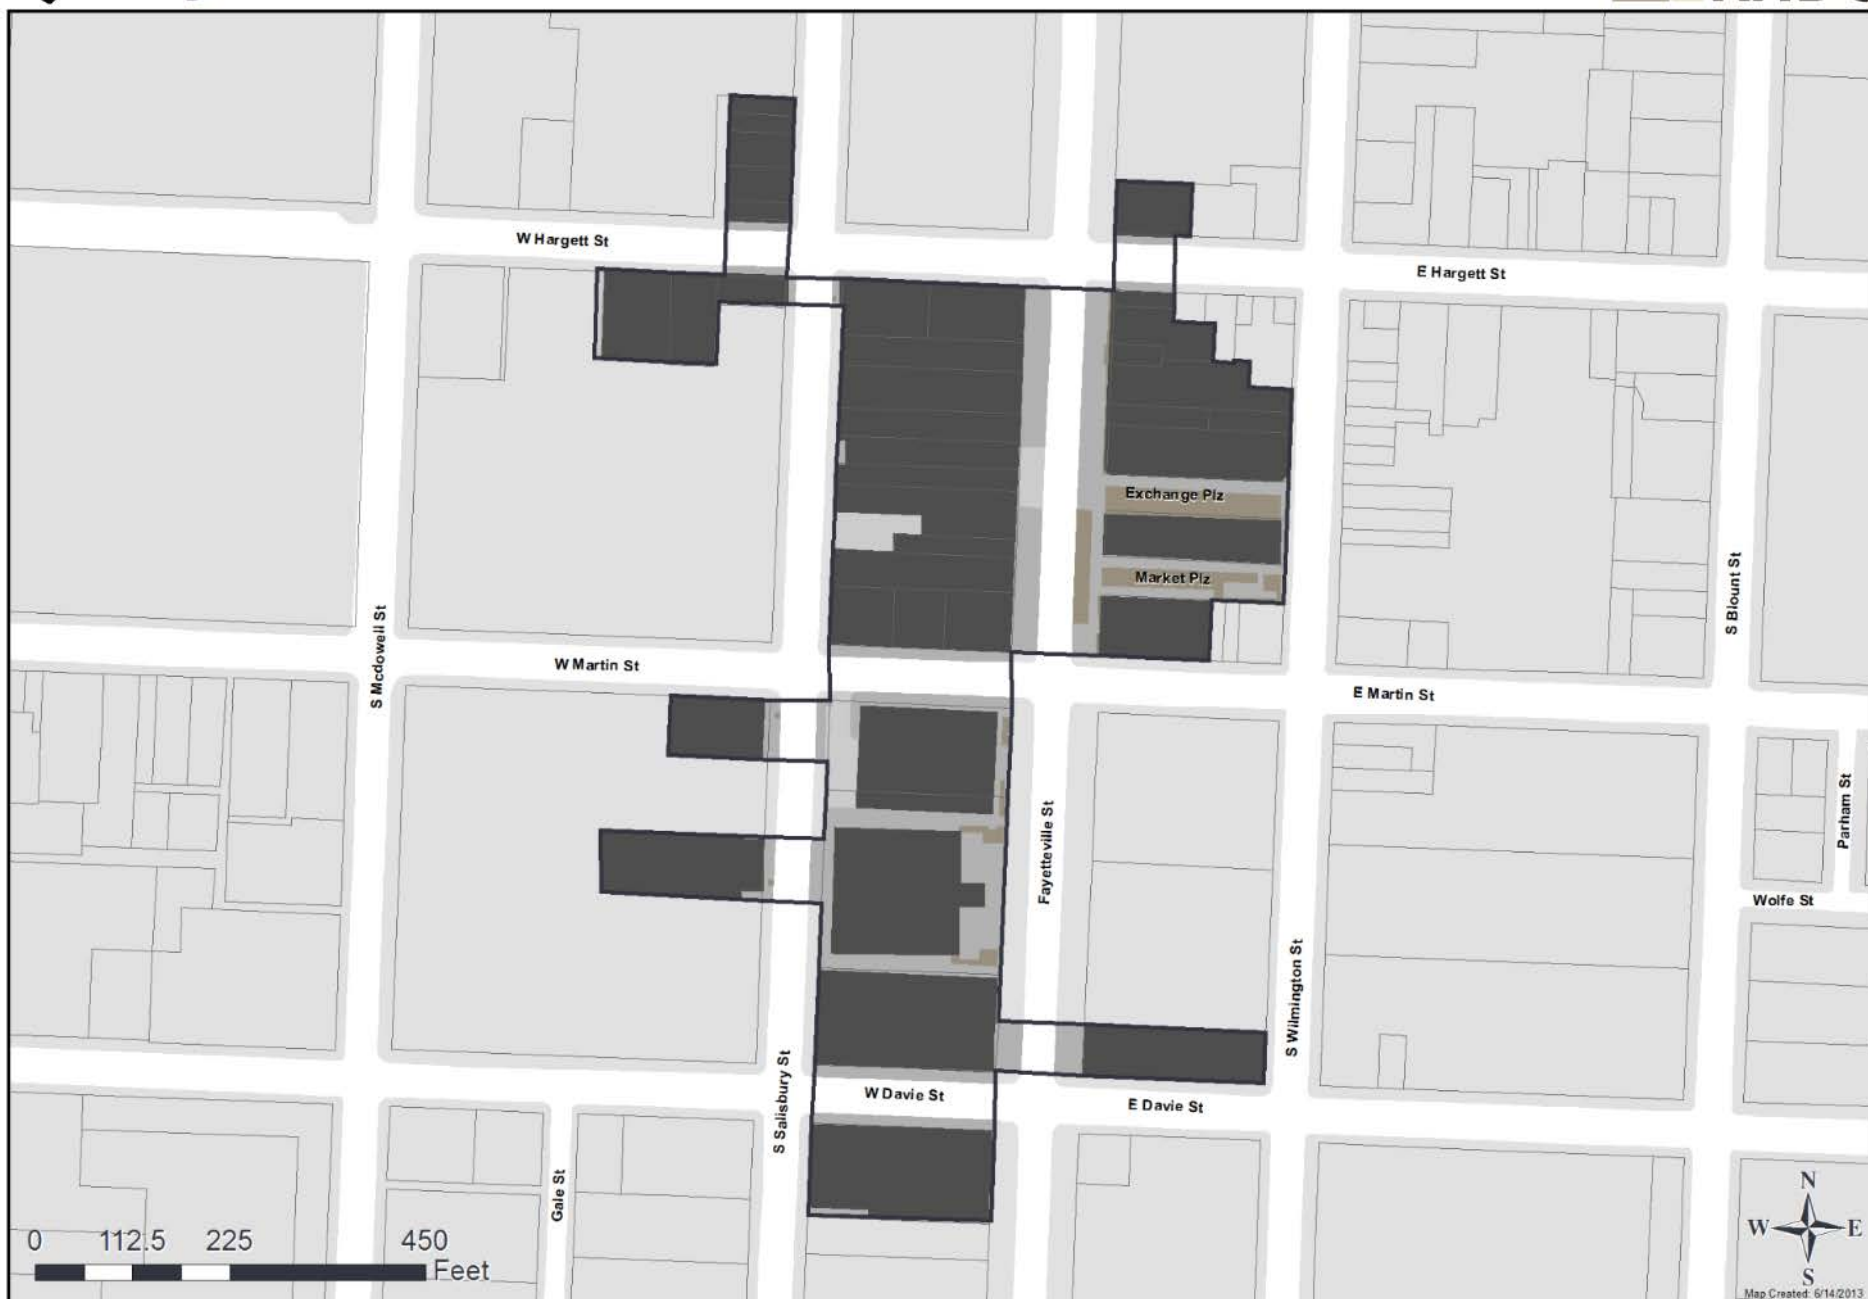 W Hargett St
E Hargett St
Exchange Plz
Market Plz
S Blount St
S Mcdowell St
W Martin St
E Martin St
Parham St
Fayetteville St
Wolfe St
S Wilmington St
S Salisbury St
W Davie St
E Davie St
Gale St
N
W E
S
0 112.5 225 450
Feet
Map Created: 6/14/2013